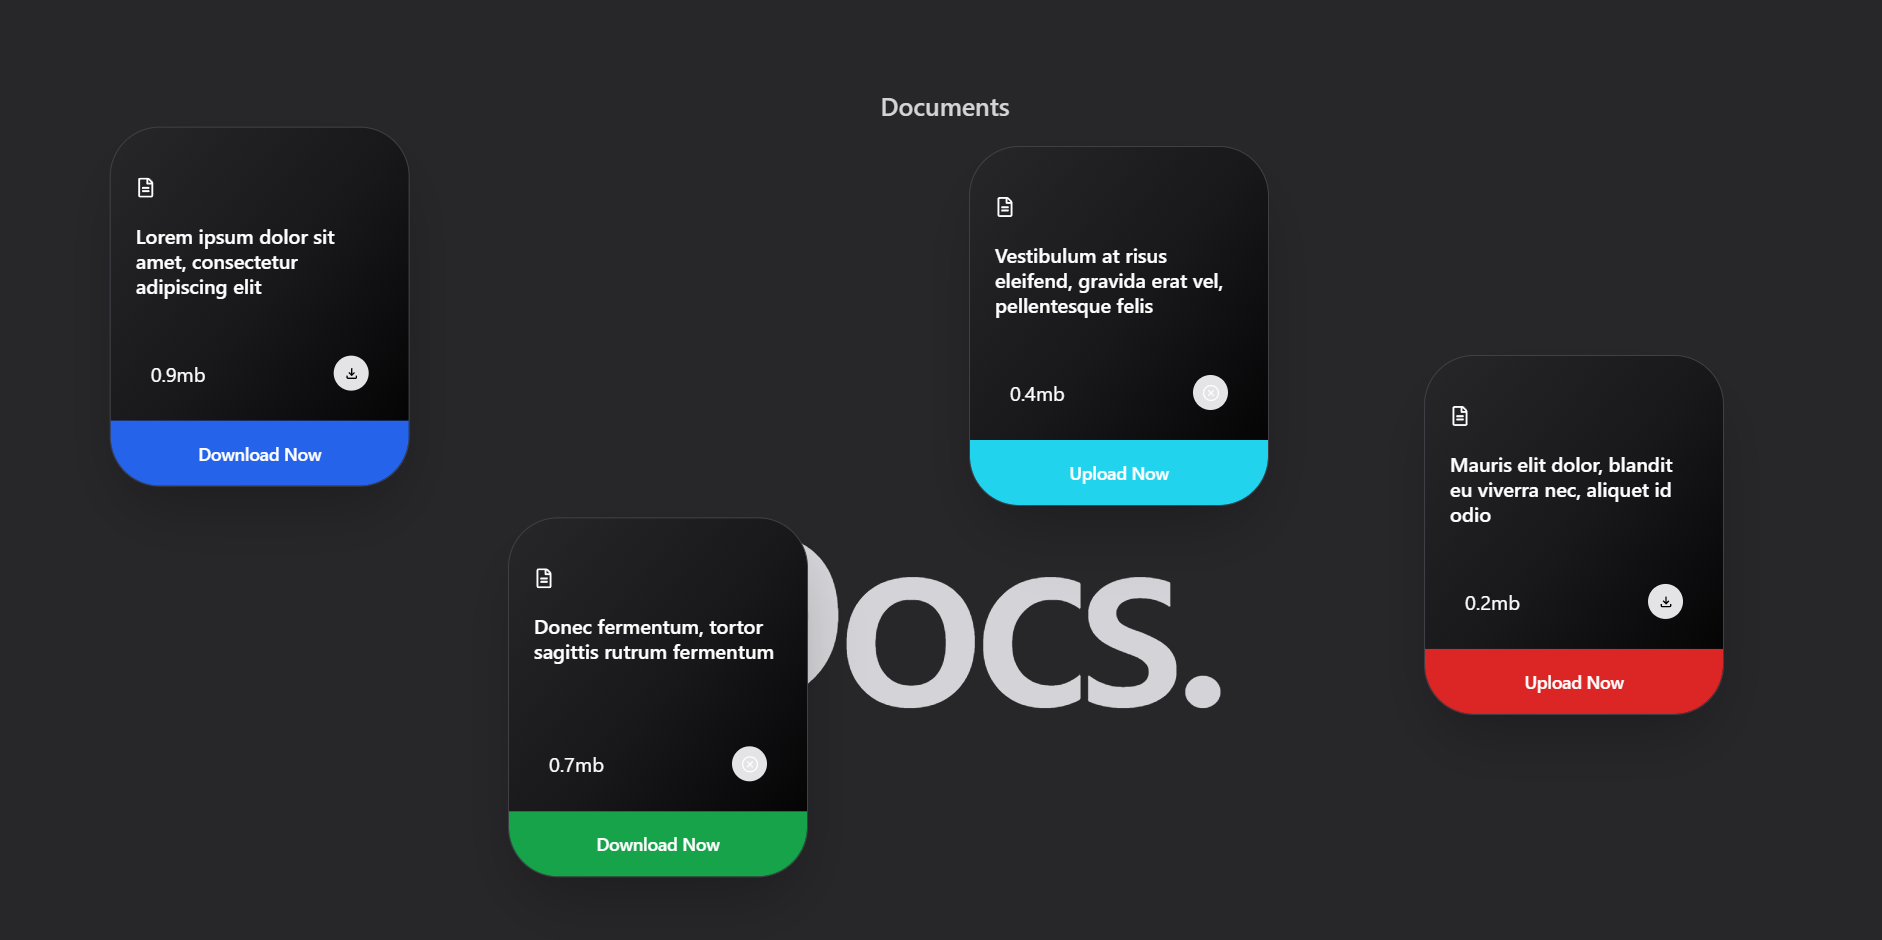 Documents
Lorem ipsum dolor sit
amet, consectetur
adipiscing elit
0.9mb
Download Now
Vestibulum at risus
eleifend, gravida erat vel,
pellentesque felis
0.4mb
Upload Now
Mauris elit dolor, blandit
eu viverra nec, aliquet id
odio
0.2mb
Upload Now
Donec fermentum, tortor
sagittis rutrum fermentum
0.7mb
Download Now
Docs.